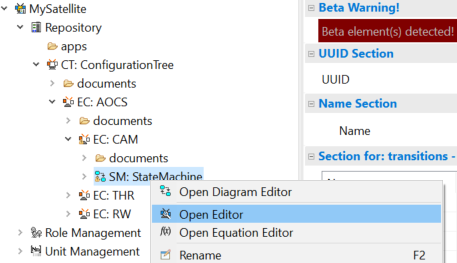 MySatellite
Repository
apps
CT: ConfigurationTree
documents
EC: AOCS
documents
EC: CAM
documents
SM: StateMachine
EC: THR
EC: RW
Role Management
Unit Management
Open Diagram Editor
Open Editor
Open Equation Editor
Rename F2
Beta Warning!
Beta element(s) detected!
UUID Section
UUID
Name Section
Name
Section for: transitions -